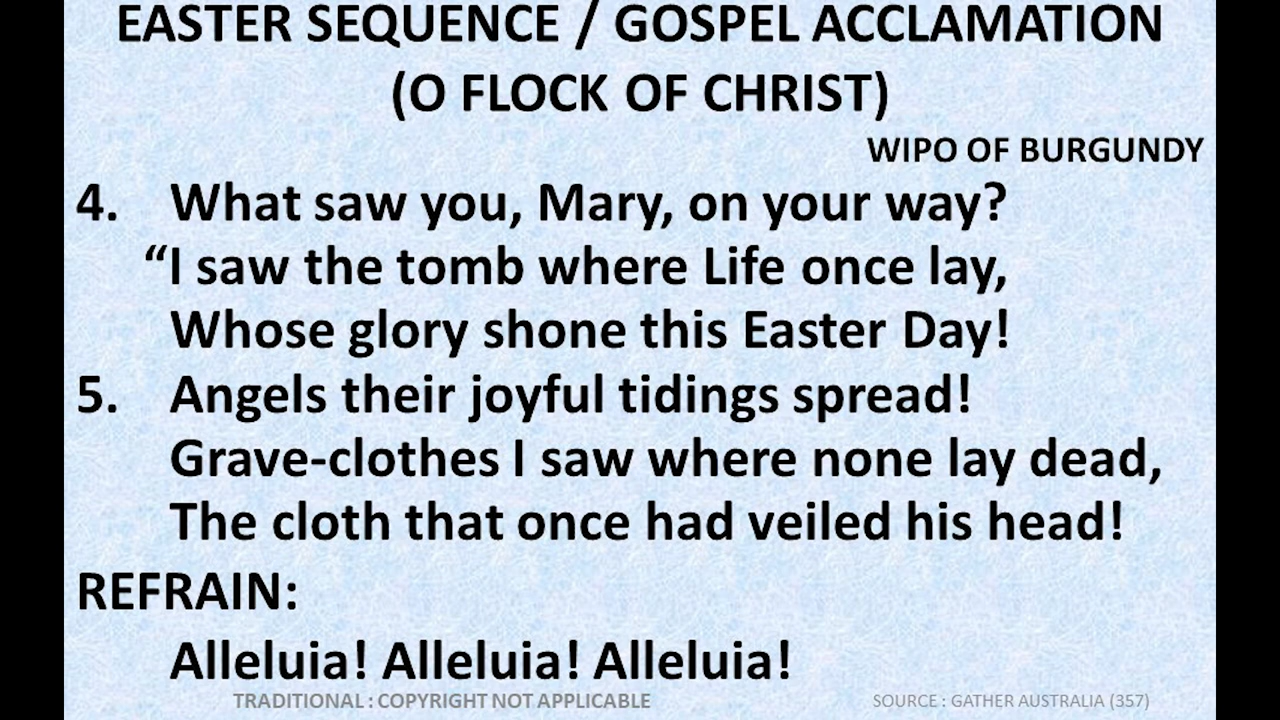 EASTER SEQUENCE / GOSPEL ACCLAMATION
(O FLOCK OF CHRIST)
WIPO OF BURGUNDY
4. What saw you, Mary, on your way?
“I saw the tomb where Life once lay,
Whose glory shone this Easter Day!
5. Angels their joyful tidings spread!
Grave-clothes I saw where none lay dead,
The cloth that once had veiled his head!
REFRAIN:
Alleluia! Alleluia! Alleluia!
TRADITIONAL : COPYRIGHT NOT APPLICABLE
SOURCE : GATHER AUSTRALIA (357)